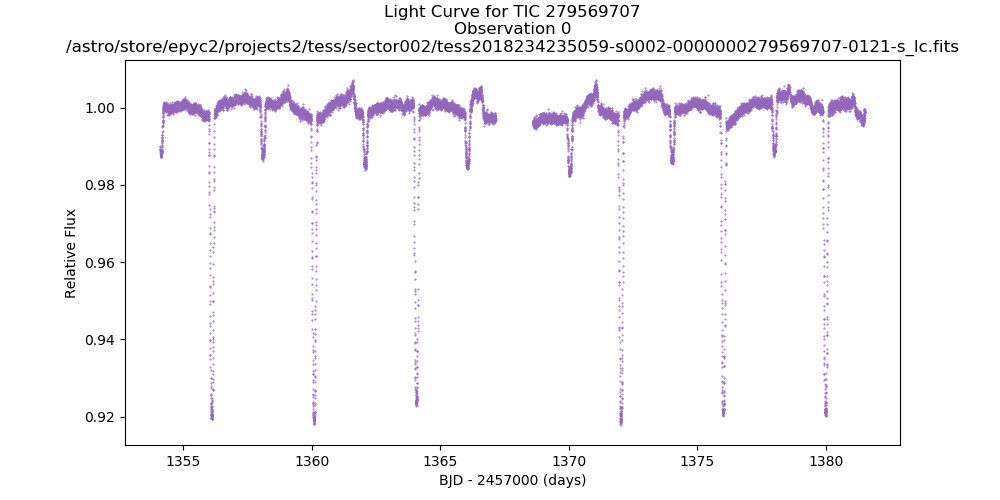 Light Curve for TIC 279569707
Observation 0
/astro/store/epyc2/projects2/tess/sector002/tess2018234235059-s0002-0000000279569707-0121-s_lc.fits
1.00
0.98
0.96
0.94
0.92
Relative Flux
1355
1360
1365
1370
1375
1380
BJD - 2457000 (days)